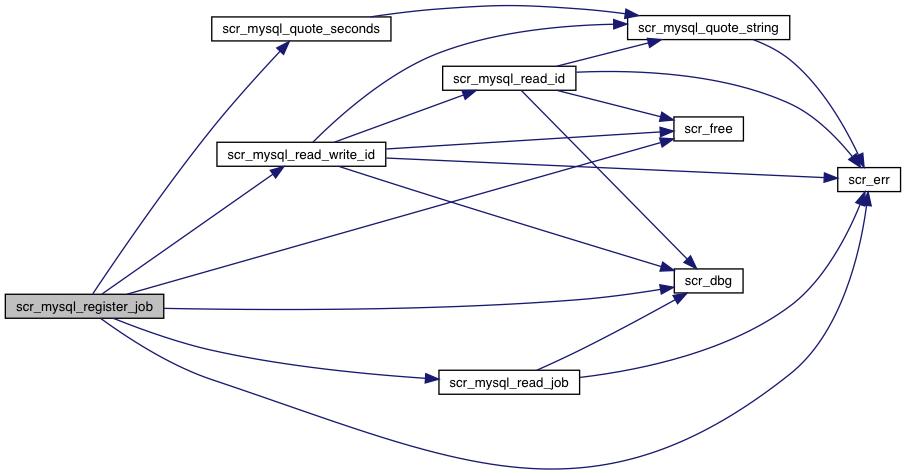 scr_mysql_quote_seconds
scr_mysql_quote_string
scr_mysql_read_id
scr_free
scr_mysql_read_write_id
scr_err
scr_dbg
scr_mysql_register_job
scr_mysql_read_job